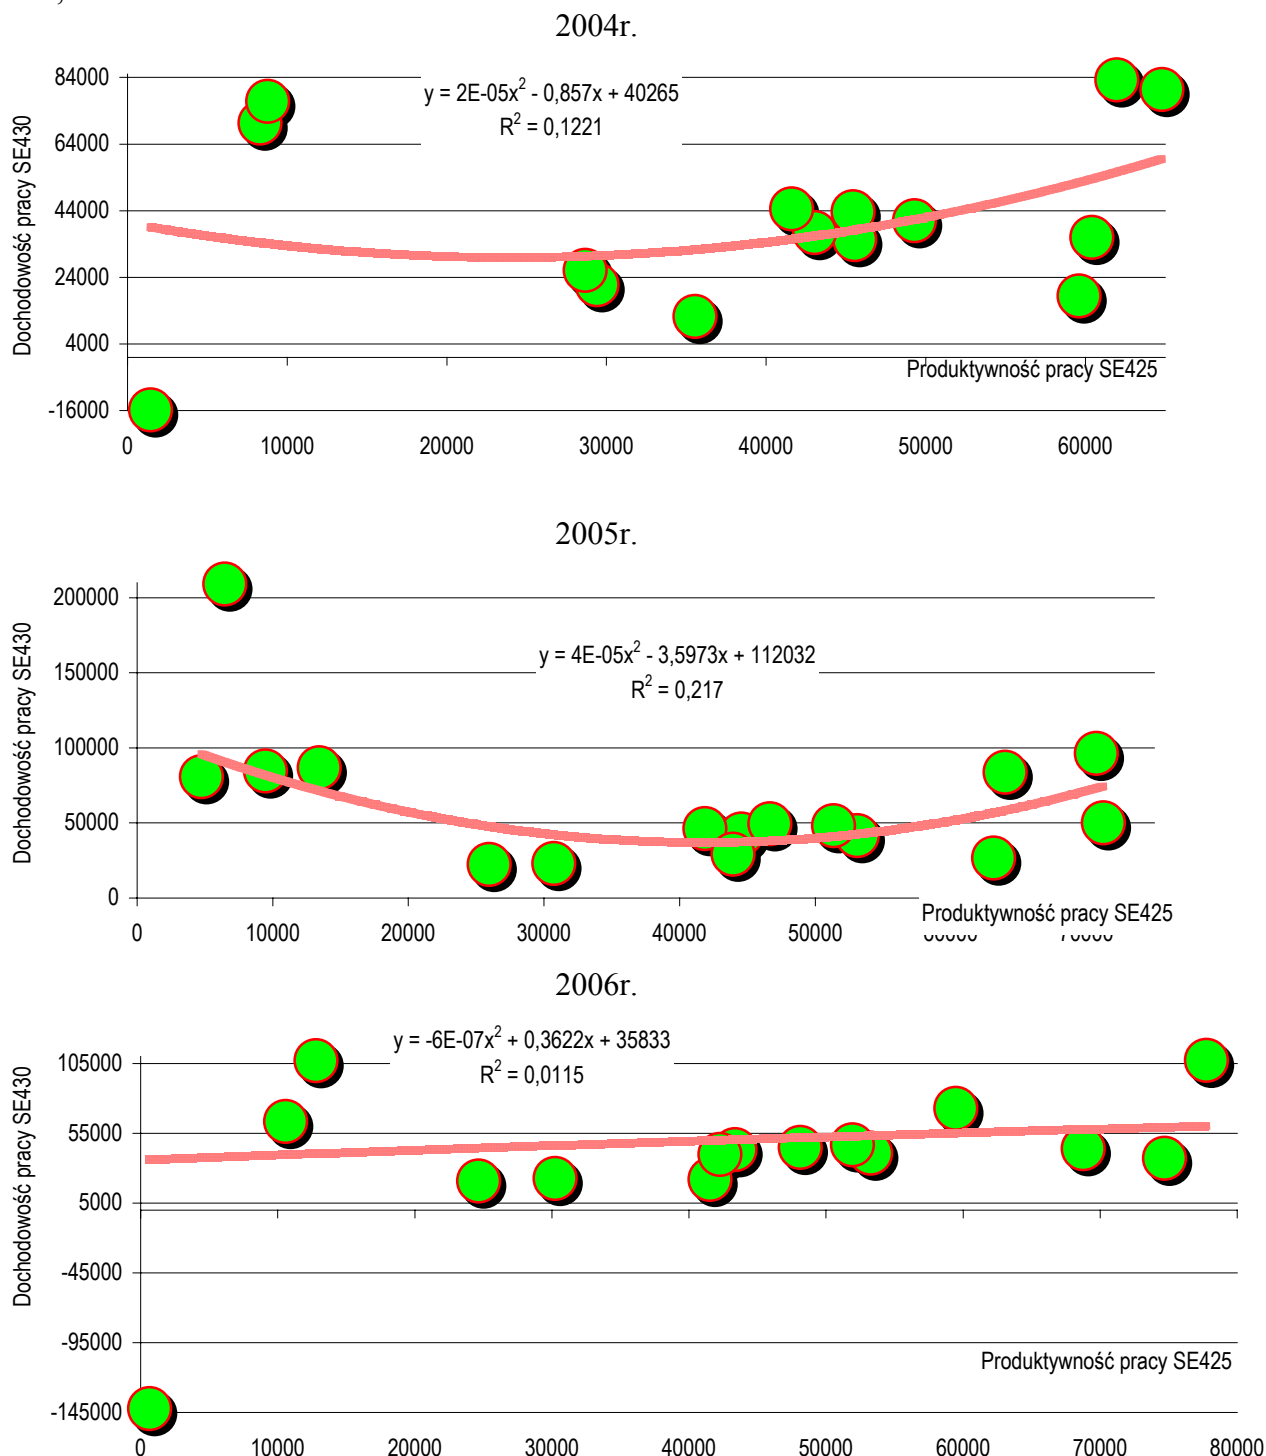 2004r.
84000
64000
44000
24000
4000
-16000
Dochodowość pracy SE430
y = 2E-05x² - 0,857x + 40265
R² = 0,1221
Produktywność pracy SE425
0 10000 20000 30000 40000 50000 60000
2005r.
200000
150000
100000
50000
0
Dochodowość pracy SE430
y = 4E-05x² - 3,5973x + 112032
R² = 0,217
Produktywność pracy SE425
0 10000 20000 30000 40000 50000 60000 70000
2006r.
105000
55000
5000
-45000
-95000
-145000
Dochodowość pracy SE430
y = -6E-07x² + 0,3622x + 35833
R² = 0,0115
Produktywność pracy SE425
0 10000 20000 30000 40000 50000 60000 70000 80000